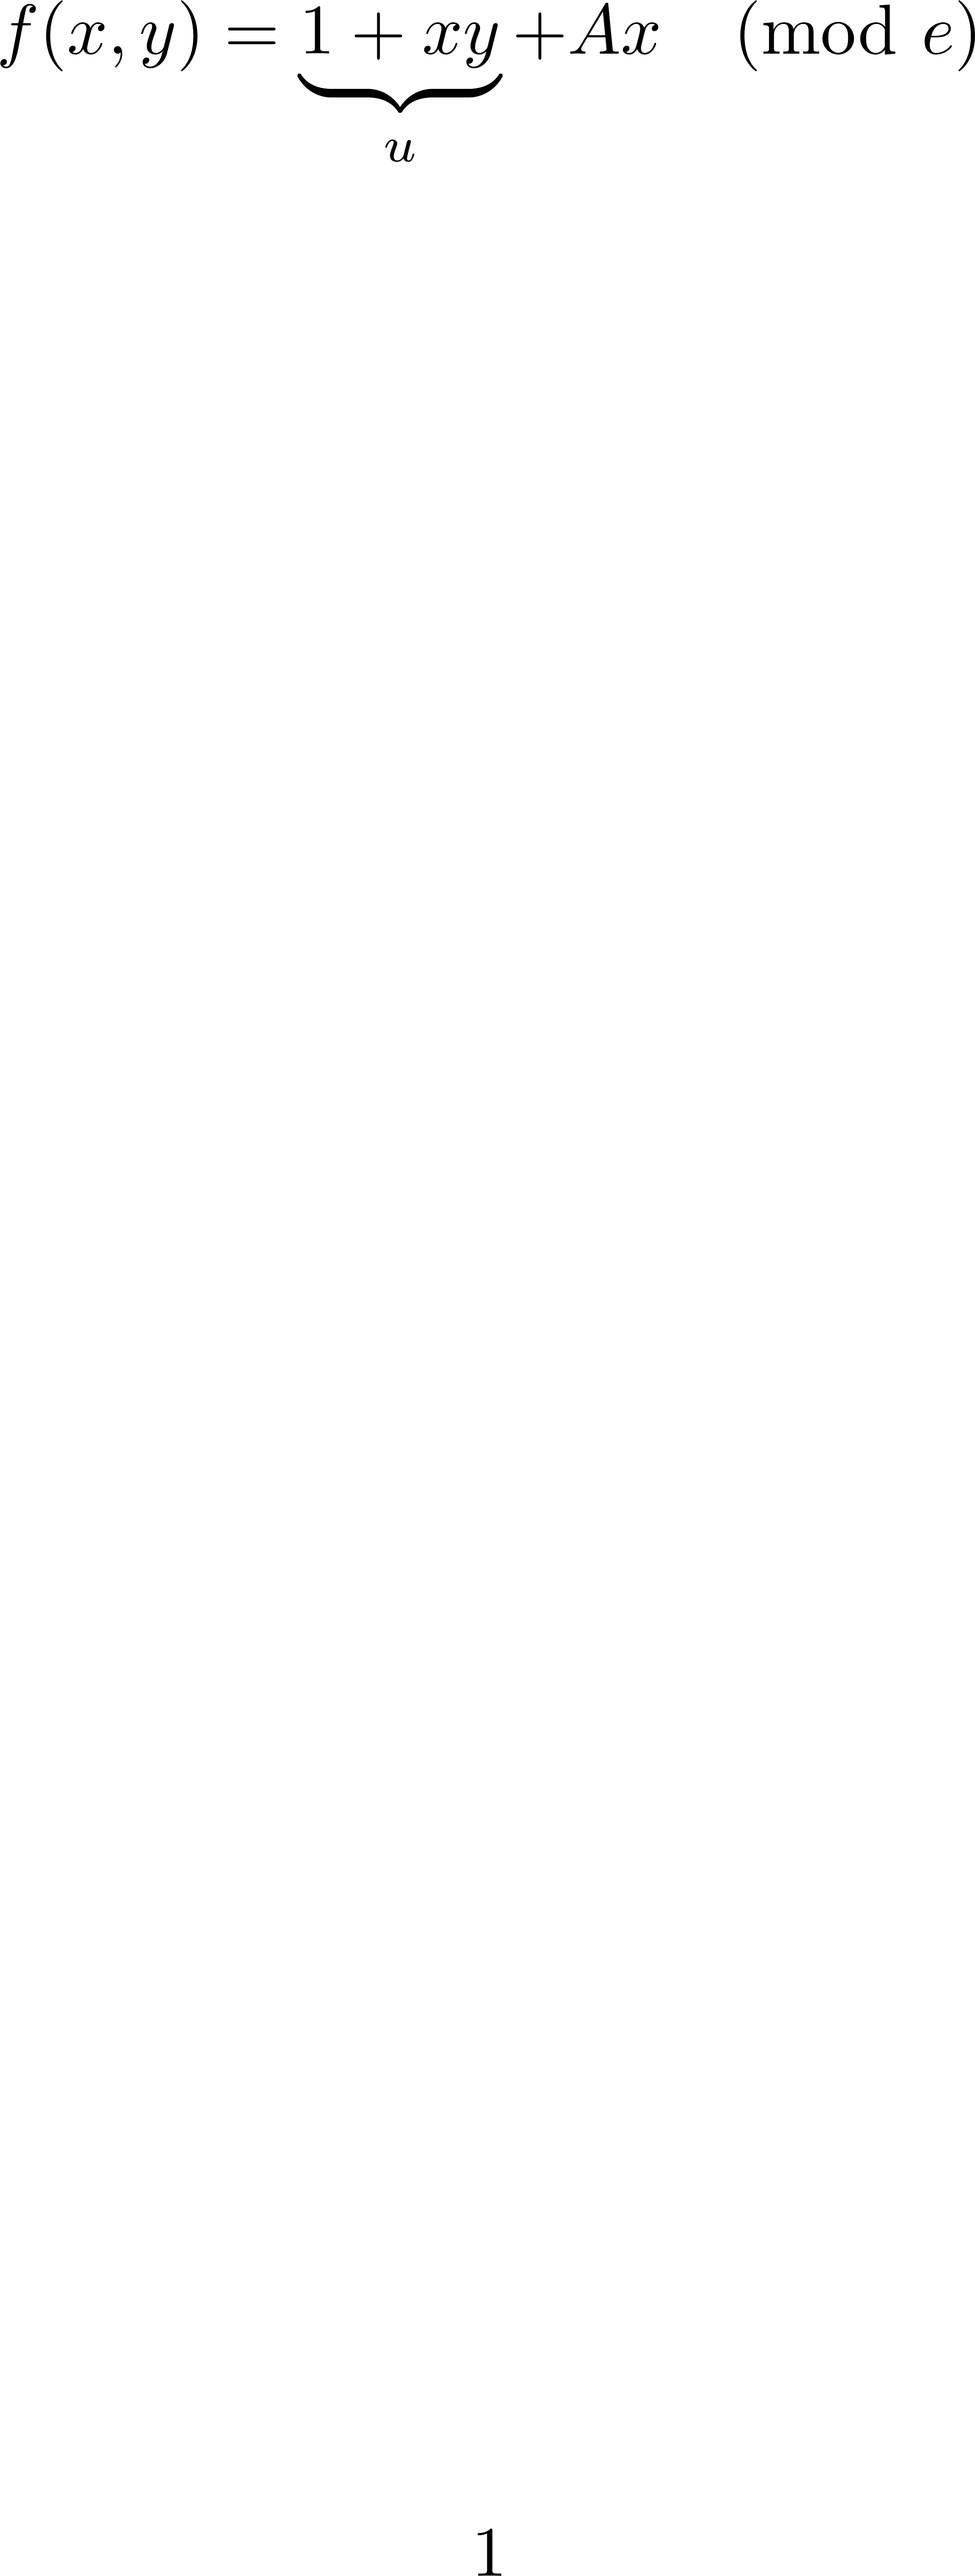 f(x, y) = 1 + xy + Ax (mod e)
u
1